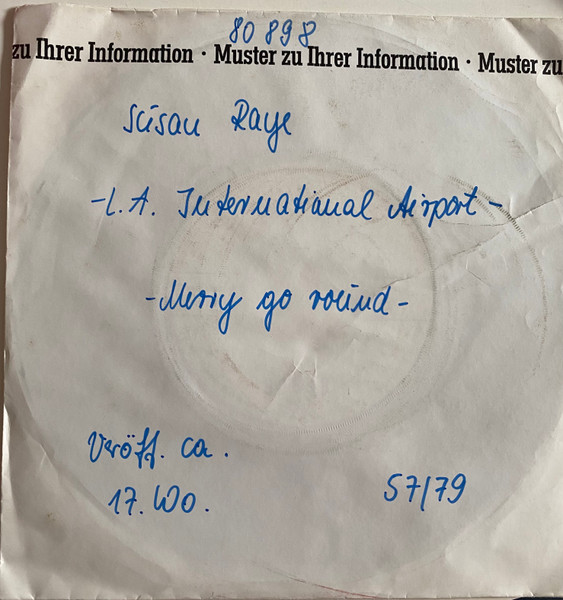 80 898
zu Ihrer Information · Muster zu Ihrer Information · Muster zu
Susan Raye
-L.A. International Airport-
-Merry go round-
Veröff. ca.
17. Wo.
57/79